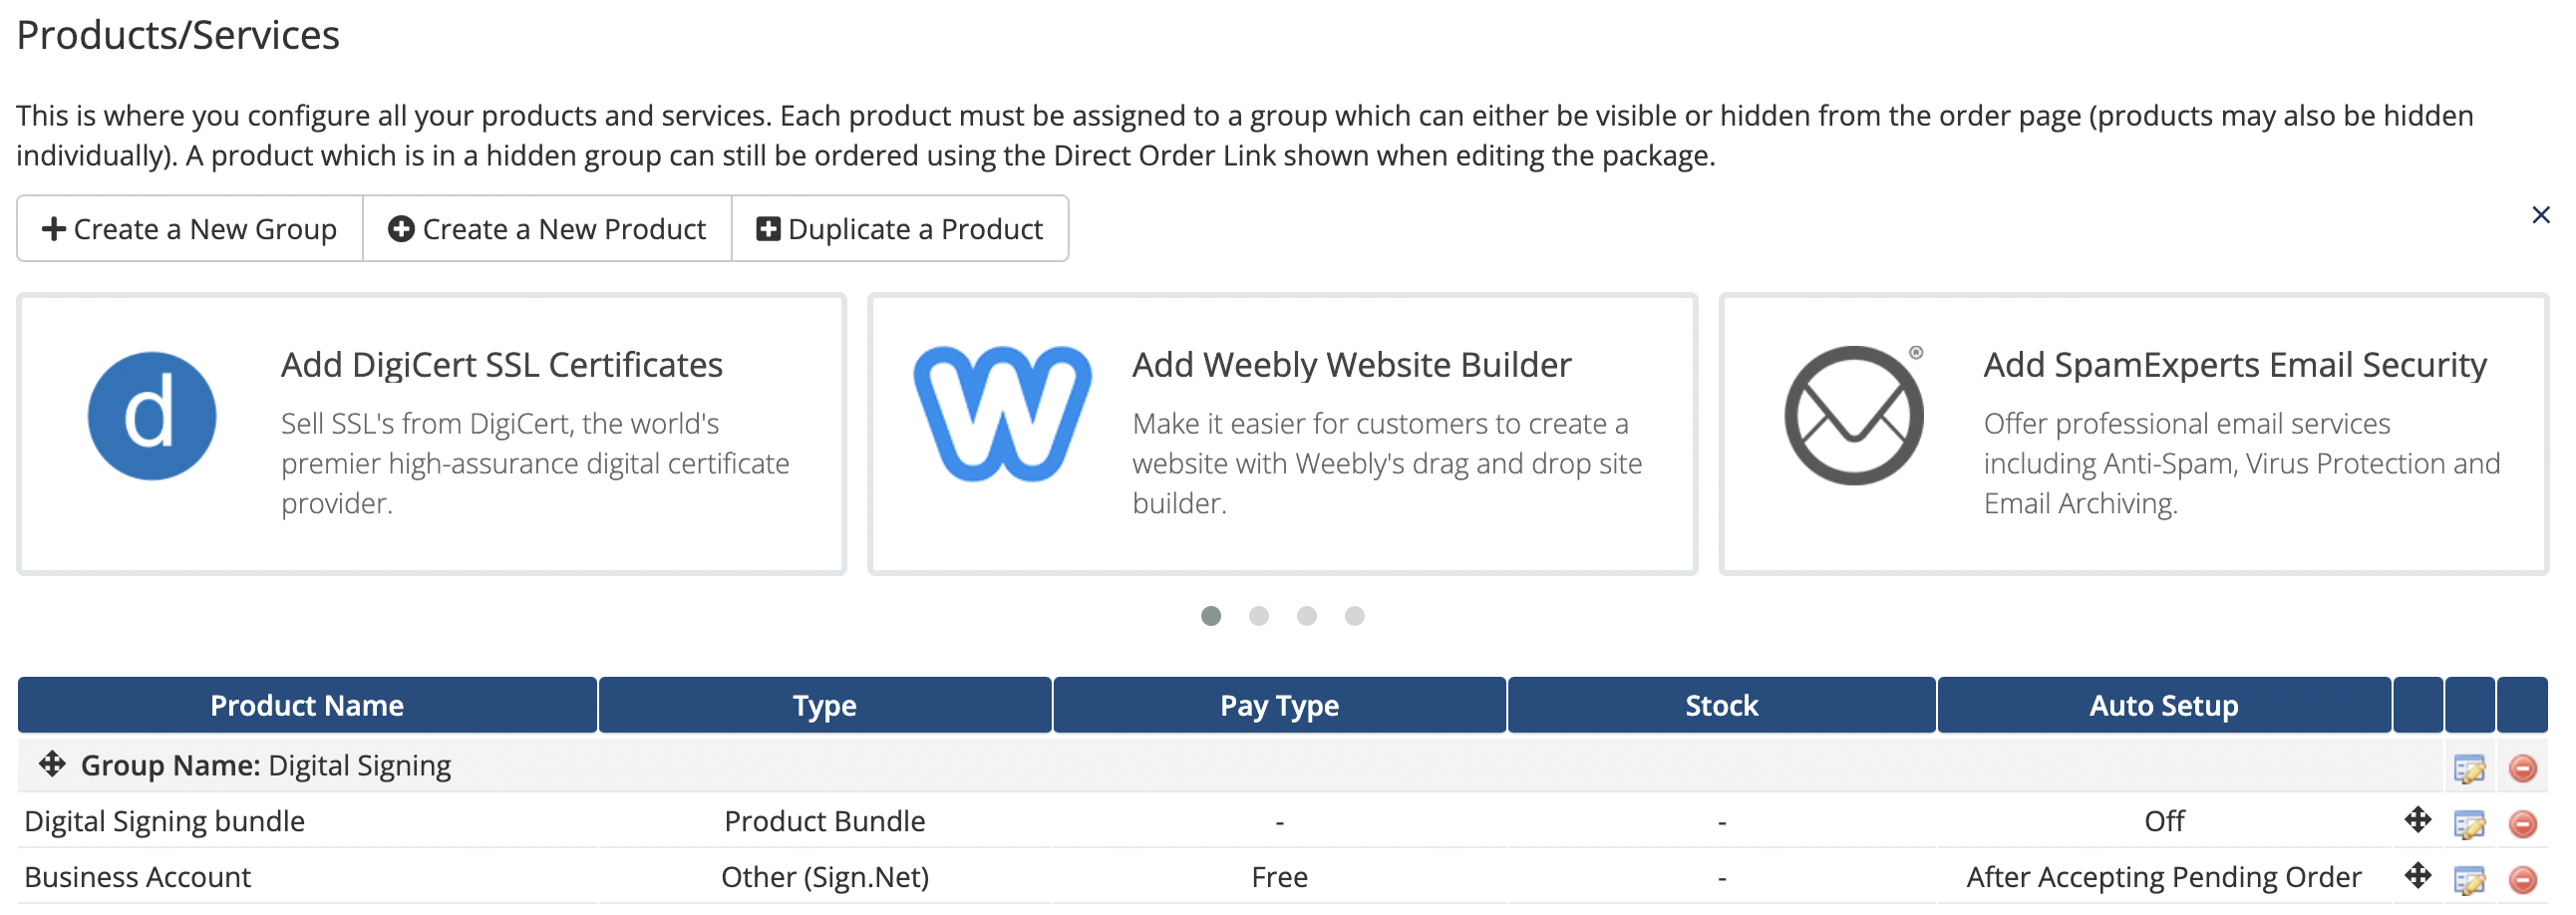 Products/Services
This is where you configure all your products and services. Each product must be assigned to a group which can either be visible or hidden from the order page (products may also be hidden
individually). A product which is in a hidden group can still be ordered using the Direct Order Link shown when editing the package.
Create a New Group Create a New Product Duplicate a Product
d
Add DigiCert SSL Certificates
Sell SSL's from DigiCert, the world's
premier high-assurance digital certificate
provider.
W
Add Weebly Website Builder
Make it easier for customers to create a
website with Weebly's drag and drop site
builder.
®
Add SpamExperts Email Security
Offer professional email services
including Anti-Spam, Virus Protection and
Email Archiving.
Product Name Type Pay Type Stock Auto Setup
Group Name: Digital Signing
Digital Signing bundle Product Bundle - - Off
Business Account Other (Sign.Net) Free - After Accepting Pending Order